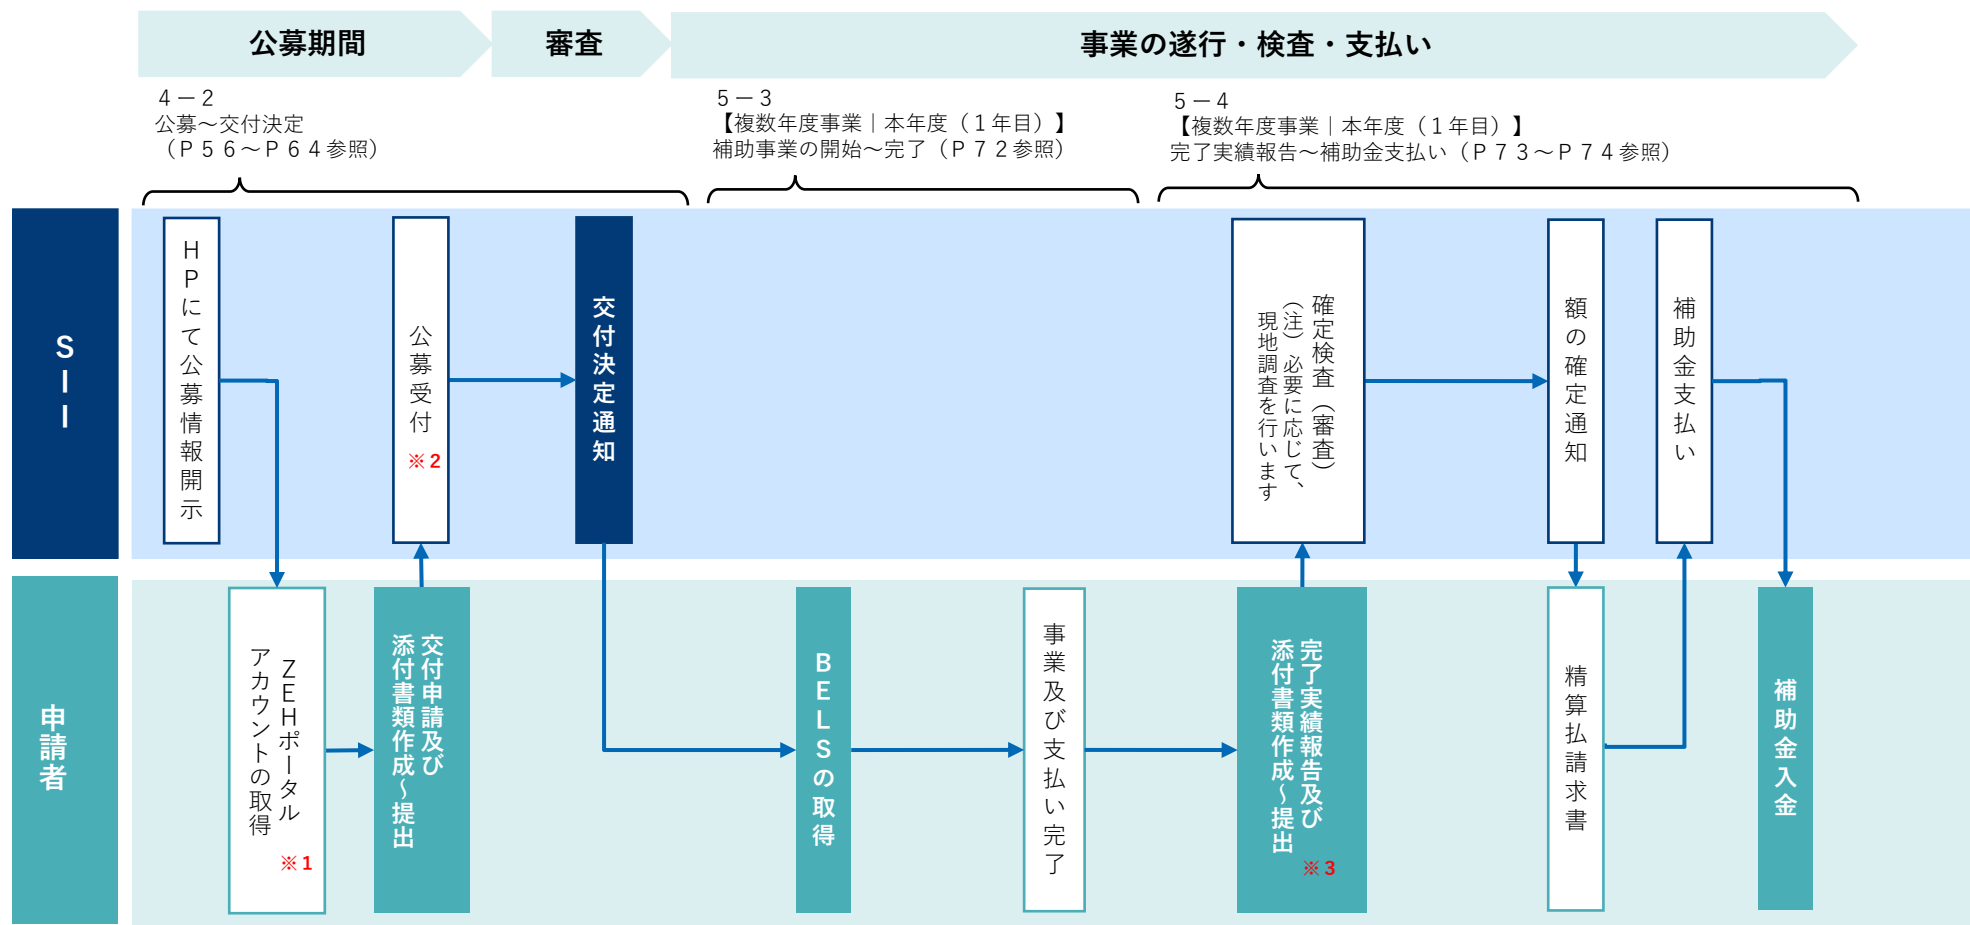 公募期間
審査
事業の遂行・検査・支払い
４－２
公募～交付決定
（Ｐ５６～Ｐ６４参照）
５－３
【複数年度事業｜本年度（１年目）】
補助事業の開始～完了（Ｐ７２参照）
５－４
【複数年度事業｜本年度（１年目）】
完了実績報告～補助金支払い（Ｐ７３～Ｐ７４参照）
ＳＩＩ
ＨＰにて公募情報開示
公募受付
※2
交付決定通知
確定検査（審査）
（注）必要に応じて、
現地調査を行います
額の確定通知
補助金支払い
申請者
ＺＥＨポータル
アカウントの取得
※1
交付申請及び
添付書類作成～提出
ＢＥＬＳの取得
事業及び支払い完了
完了実績報告及び
添付書類作成～提出
※3
精算払請求書
補助金入金